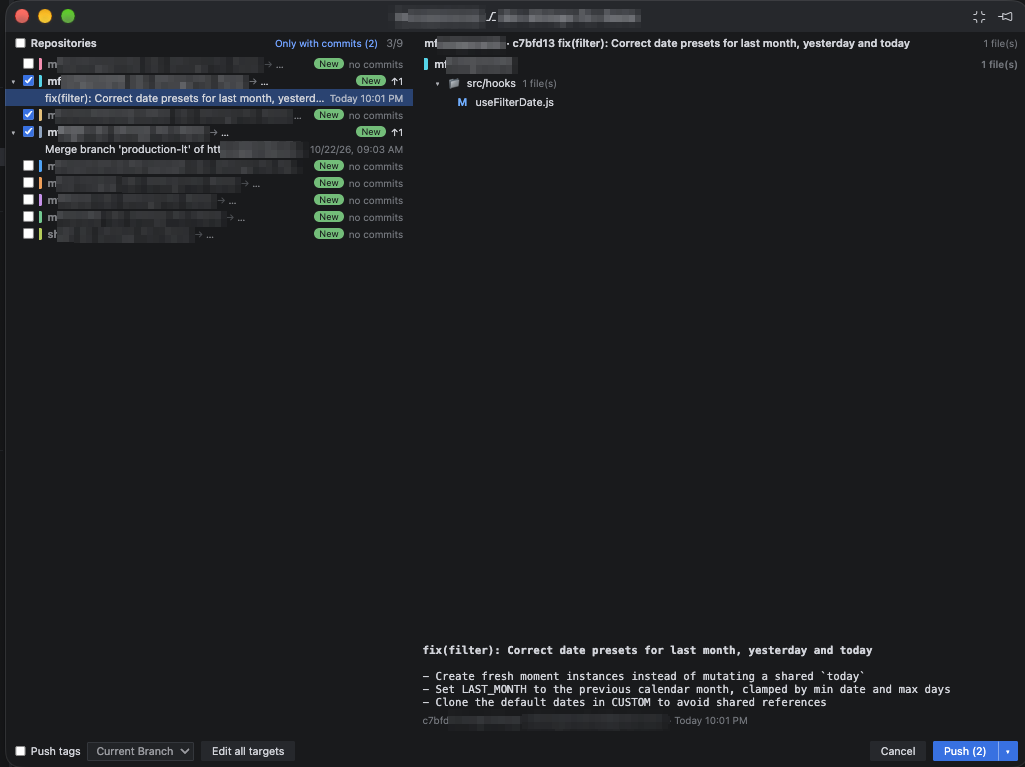 Repositories Only with commits (2) 3/9
m → ... New no commits
mf → ... New ↑1
fix(filter): Correct date presets for last month, yesterd... Today 10:01 PM
m ... New no commits
m → ... New ↑1
Merge branch 'production-lt' of htt 10/22/26, 09:03 AM
m New no commits
m → ... New no commits
m → ... New no commits
m → ... New no commits
sh → ... New no commits
mf · c7bfd13 fix(filter): Correct date presets for last month, yesterday and today 1 file(s)
mf 1 file(s)
src/hooks 1 file(s)
M useFilterDate.js
fix(filter): Correct date presets for last month, yesterday and today
– Create fresh moment instances instead of mutating a shared `today`
– Set LAST_MONTH to the previous calendar month, clamped by min date and max days
– Clone the default dates in CUSTOM to avoid shared references
c7bfd Today 10:01 PM
Push tags Current Branch Edit all targets Cancel Push (2)